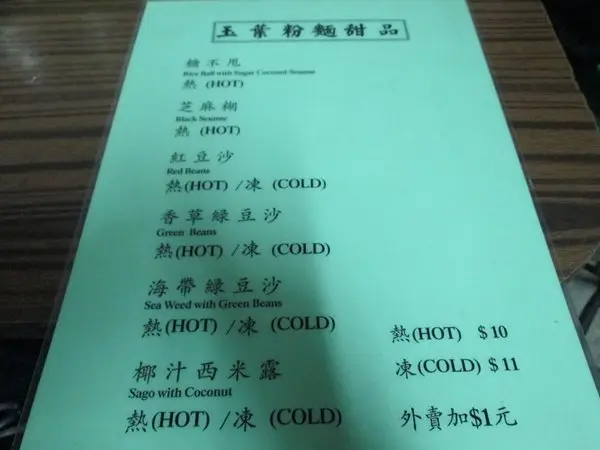 玉葉粉麵甜品
糖不甩
Rice Ball with Sugar Coconut Sesame
熱 (HOT)
芝麻糊
Black Sesame
熱 (HOT)
紅豆沙
Red Beans
熱(HOT) /凍 (COLD)
香草綠豆沙
Green Beans
熱(HOT) /凍 (COLD)
海帶綠豆沙
Sea Weed with Green Beans
熱(HOT) /凍 (COLD)
熱(HOT) $10
椰汁西米露
Sago with Coconut
凍(COLD) $11
熱(HOT) /凍 (COLD)
外賣加$1元